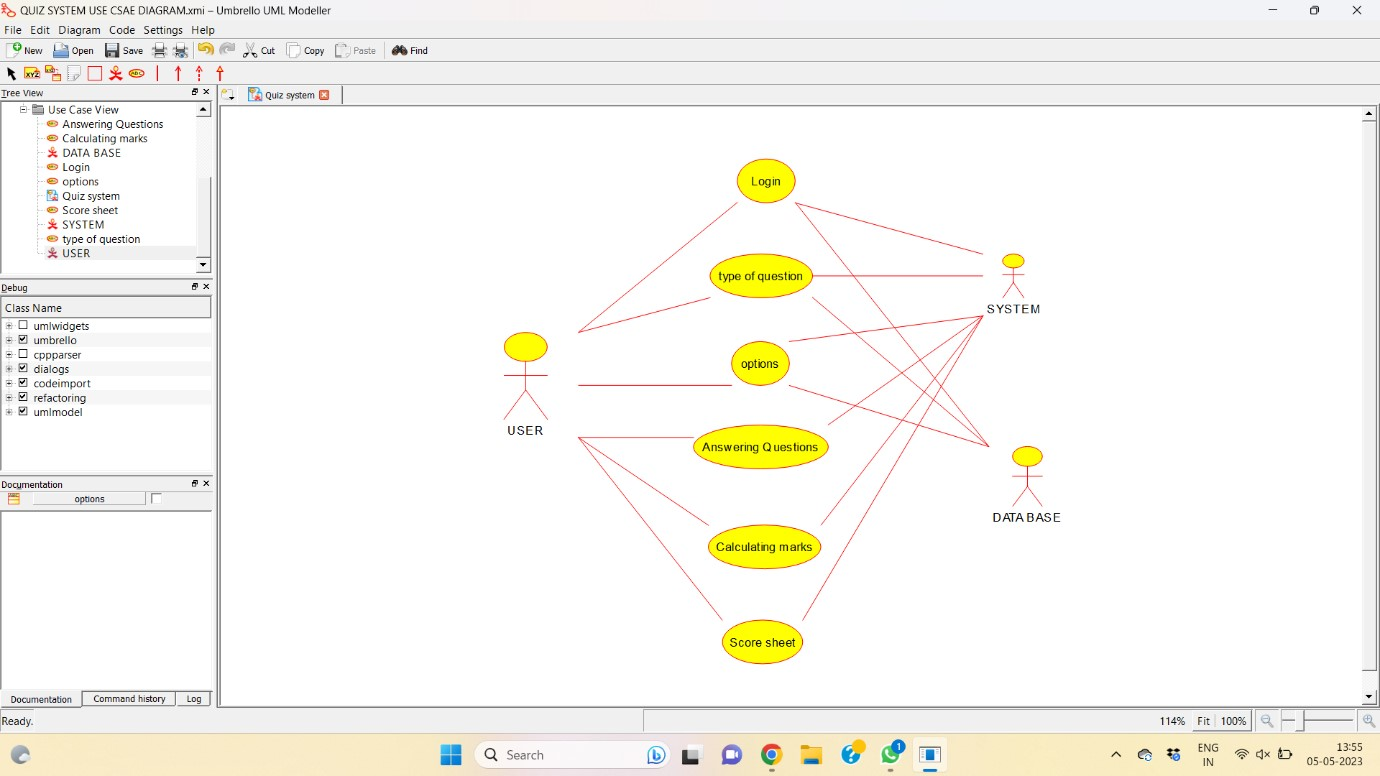 QUIZ SYSTEM USE CSAE DIAGRAM.xmi – Umbrello UML Modeller
File Edit Diagram Code Settings Help
New Open Save Cut Copy Paste Find
XYZ ABC
Tree View
Quiz system
Use Case View
Answering Questions
Calculating marks
DATA BASE
Login
options
Quiz system
Score sheet
SYSTEM
type of question
USER
Debug
Class Name
umlwidgets
umbrello
cppparser
dialogs
codeimport
refactoring
umlmodel
Documentation
options
Documentation Command history Log
Login
type of question
SYSTEM
options
USER
Answering Questions
DATA BASE
Calculating marks
Score sheet
Ready.
114% Fit 100%
Search
1
ENG
IN
13:55
05-05-2023